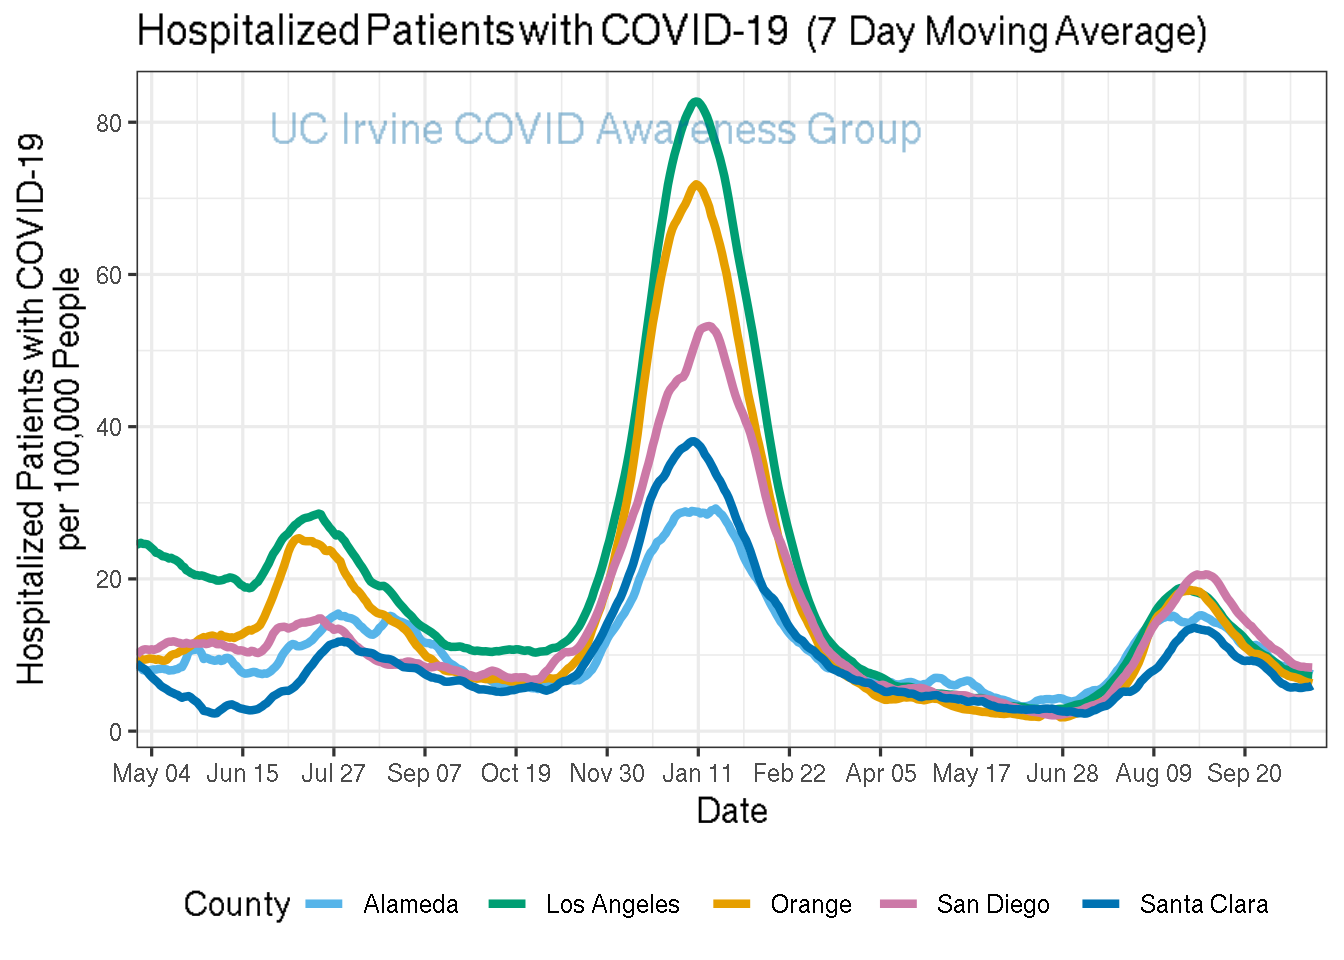 Hospitalized Patients with COVID-19 (7 Day Moving Average)
UC Irvine COVID Awareness Group
Hospitalized Patients with COVID-19
per 100,000 People
80
60
40
20
0
May 04 Jun 15 Jul 27 Sep 07 Oct 19 Nov 30 Jan 11 Feb 22 Apr 05 May 17 Jun 28 Aug 09 Sep 20
Date
County Alameda Los Angeles Orange San Diego Santa Clara